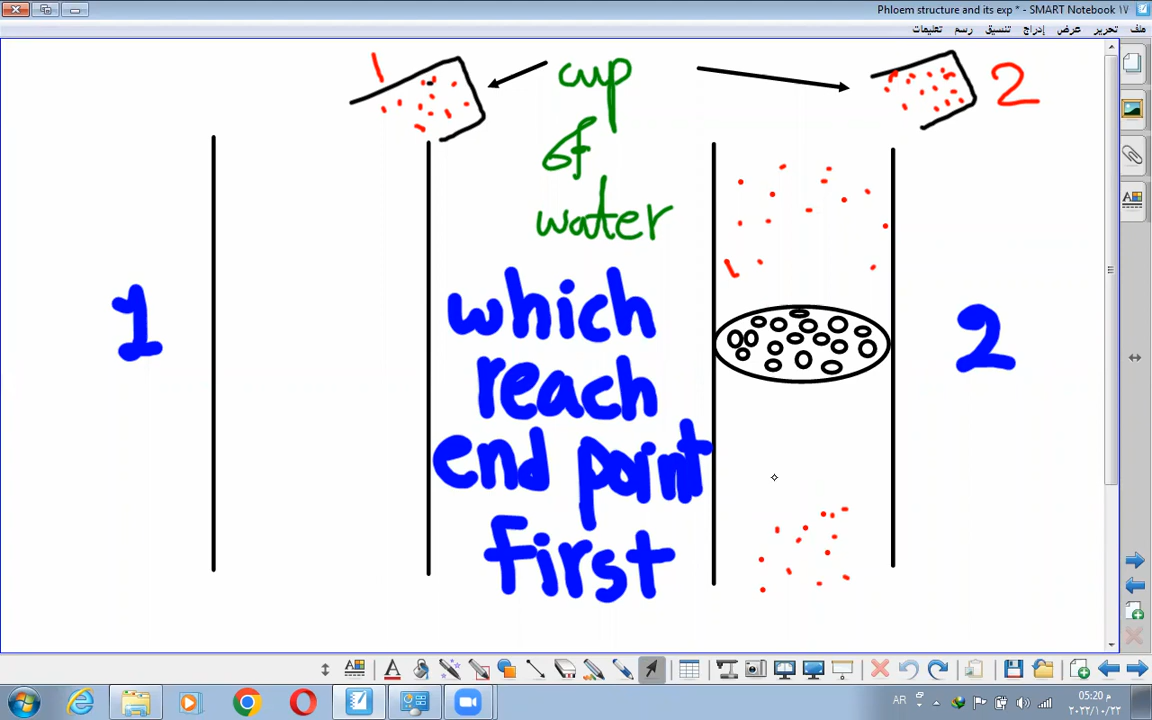 Phloem structure and its exp * - SMART Notebook ١٧
ملف تحرير عرض إدراج تنسيق رسم تعليمات
1 cup 2
of
water
1 which 2
reach
end point
first
AR
05:20 م
٢٠٢٢/١٠/٢٢